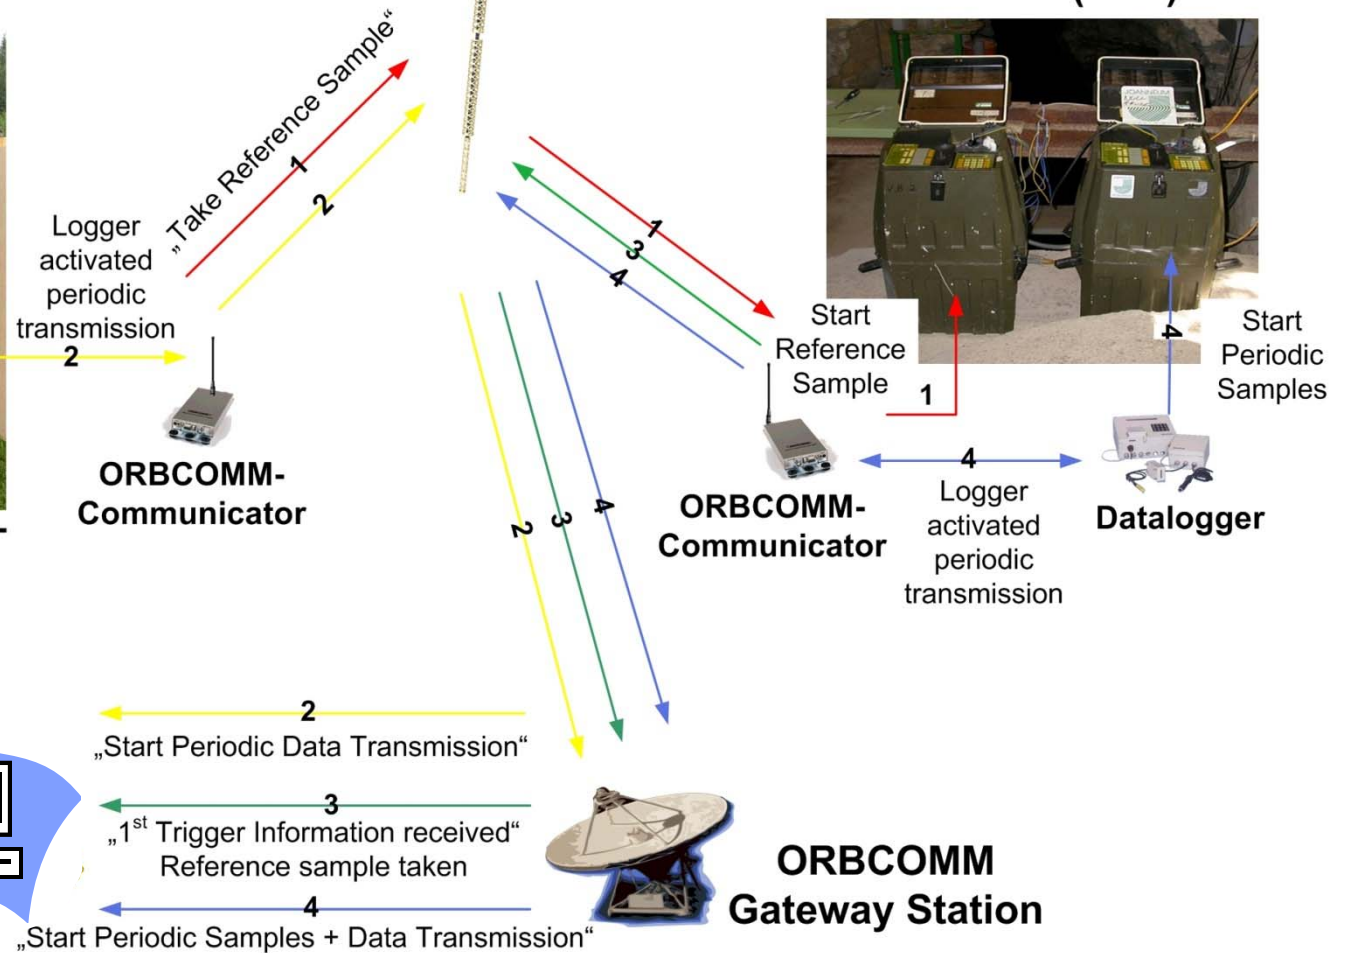 „Take Reference Sample“
1
2
Logger
activated
periodic
transmission
2
ORBCOMM-
Communicator
1
3
4
Start
Reference
Sample
1
4
Start
Periodic
Samples
JOANNEUM
ORBCOMM-
Communicator
4
Logger
activated
periodic
transmission
Datalogger
2
3
4
2
„Start Periodic Data Transmission“
3
„1st Trigger Information received“
Reference sample taken
4
„Start Periodic Samples + Data Transmission“
ORBCOMM
Gateway Station